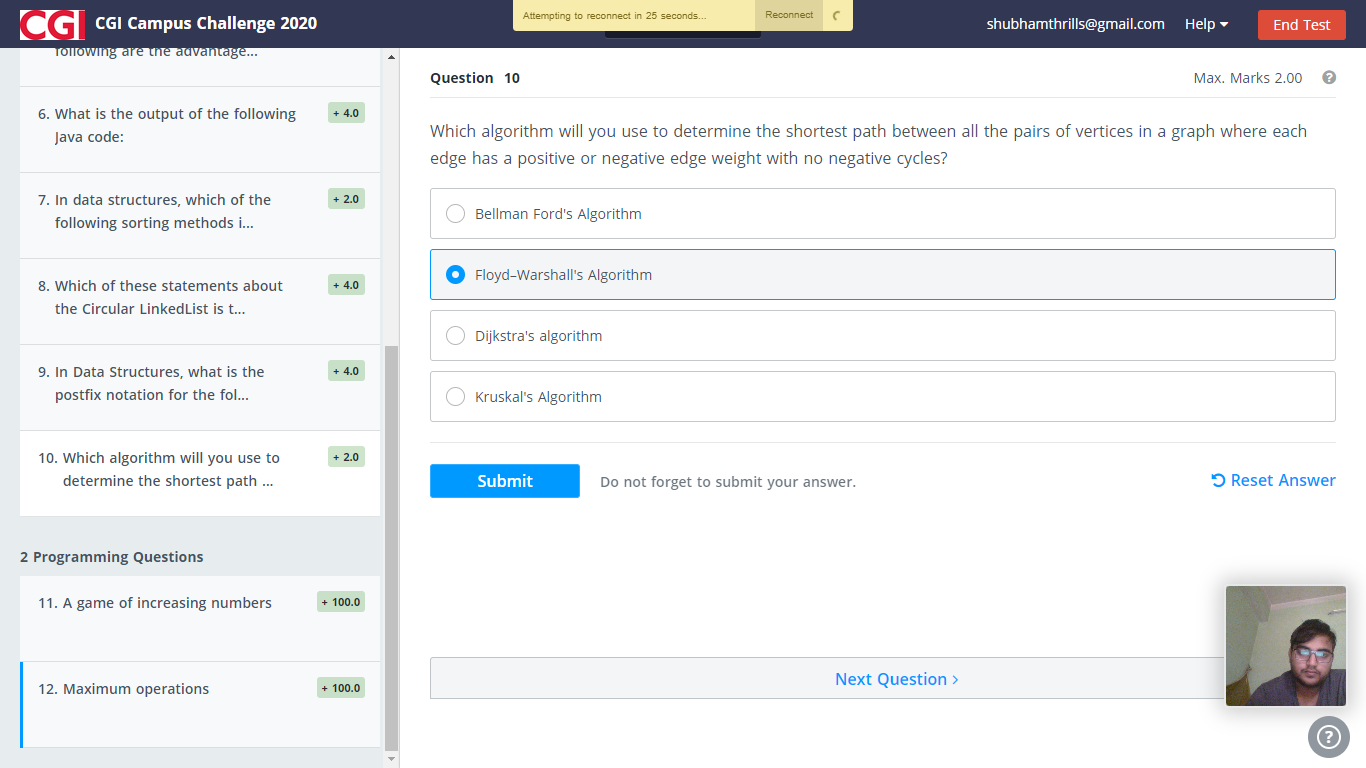 CGI CGI Campus Challenge 2020
Attempting to reconnect in 25 seconds...
Reconnect
shubhamthrills@gmail.com
Help
End Test
following are the advantage...
6. What is the output of the following
Java code:
+ 4.0
7. In data structures, which of the
following sorting methods i...
+ 2.0
8. Which of these statements about
the Circular LinkedList is t...
+ 4.0
9. In Data Structures, what is the
postfix notation for the fol...
+ 4.0
10. Which algorithm will you use to
determine the shortest path ...
+ 2.0
2 Programming Questions
11. A game of increasing numbers
+ 100.0
12. Maximum operations
+ 100.0
Question 10
Max. Marks 2.00
?
Which algorithm will you use to determine the shortest path between all the pairs of vertices in a graph where each
edge has a positive or negative edge weight with no negative cycles?
Bellman Ford's Algorithm
Floyd–Warshall's Algorithm
Dijkstra's algorithm
Kruskal's Algorithm
Submit
Do not forget to submit your answer.
Reset Answer
Next Question ›
?